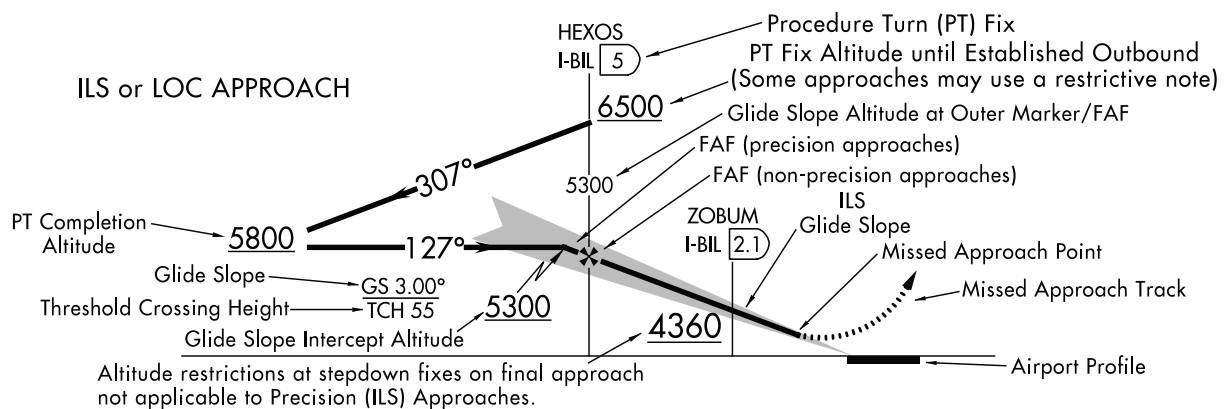 HEXOS
I-BIL 5
Procedure Turn (PT) Fix
PT Fix Altitude until Established Outbound
(Some approaches may use a restrictive note)
ILS or LOC APPROACH
6500
Glide Slope Altitude at Outer Marker/FAF
FAF (precision approaches)
307°
5300
FAF (non-precision approaches)
ILS
Glide Slope
PT Completion
Altitude
5800
127°
ZOBUM
I-BIL 2.1
Missed Approach Point
Glide Slope
GS 3.00°
Threshold Crossing Height
TCH 55
Missed Approach Track
Glide Slope Intercept Altitude
5300
4360
Airport Profile
Altitude restrictions at stepdown fixes on final approach
not applicable to Precision (ILS) Approaches.